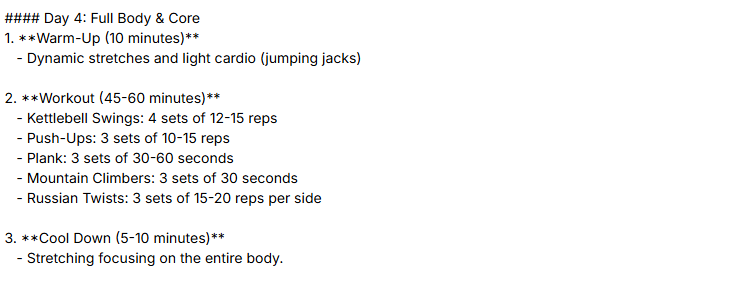 #### Day 4: Full Body & Core
1. **Warm-Up (10 minutes)**
- Dynamic stretches and light cardio (jumping jacks)
2. **Workout (45-60 minutes)**
- Kettlebell Swings: 4 sets of 12-15 reps
- Push-Ups: 3 sets of 10-15 reps
- Plank: 3 sets of 30-60 seconds
- Mountain Climbers: 3 sets of 30 seconds
- Russian Twists: 3 sets of 15-20 reps per side
3. **Cool Down (5-10 minutes)**
- Stretching focusing on the entire body.